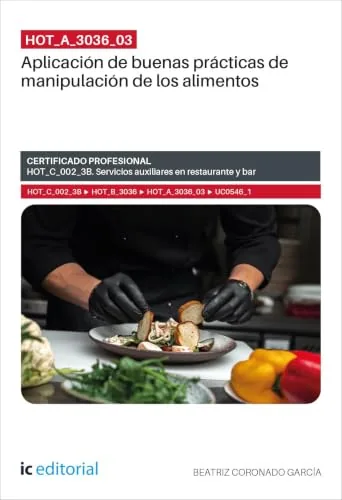 HOT_A_3036_03
Aplicación de buenas prácticas de
manipulación de los alimentos
CERTIFICADO PROFESIONAL
HOT_C_002_3B. Servicios auxiliares en restaurante y bar
HOT_C_002_3B ▶ HOT_B_3036 ▶ HOT_A_3036_03 ▶ UC0546_1
ic editorial
BEATRIZ CORONADO GARCÍA